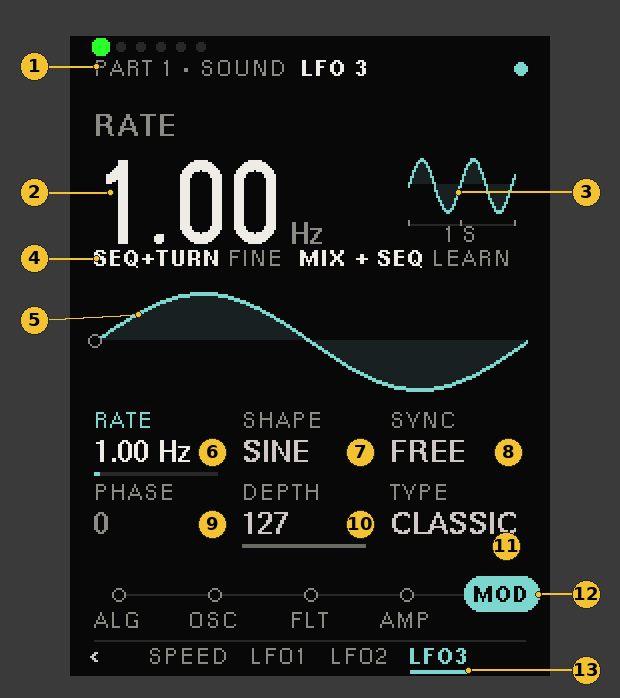 1 PART 1 · SOUND LFO 3
RATE
2 1.00 Hz 3
1 S
4 SEQ+TURN FINE MIX + SEQ LEARN
5
RATE SHAPE SYNC
1.00 Hz 6 SINE 7 FREE 8
PHASE DEPTH TYPE
0 9 127 10 CLASSIC
11
MOD 12
ALG OSC FLT AMP
< SPEED LFO1 LFO2 LFO3
13